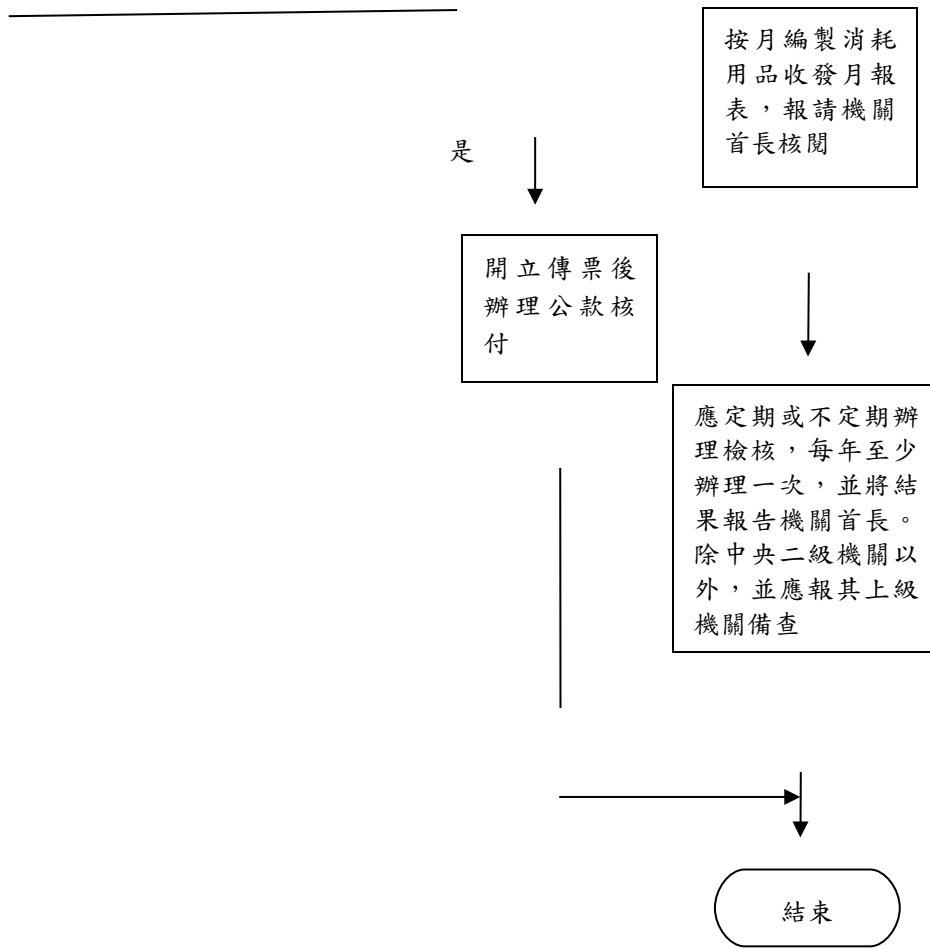 按月編製消耗
用品收發月報
表，報請機關
首長核閱
是
開立傳票後
辦理公款核
付
應定期或不定期辦
理檢核，每年至少
辦理一次，並將結
果報告機關首長。
除中央二級機關以
外，並應報其上級
機關備查
結束